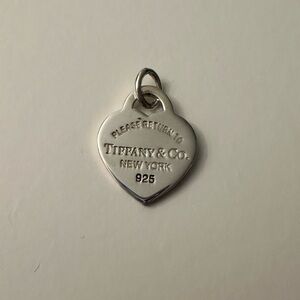 PLEASE RETURN TO
TIFFANY & CO.
NEW YORK
925